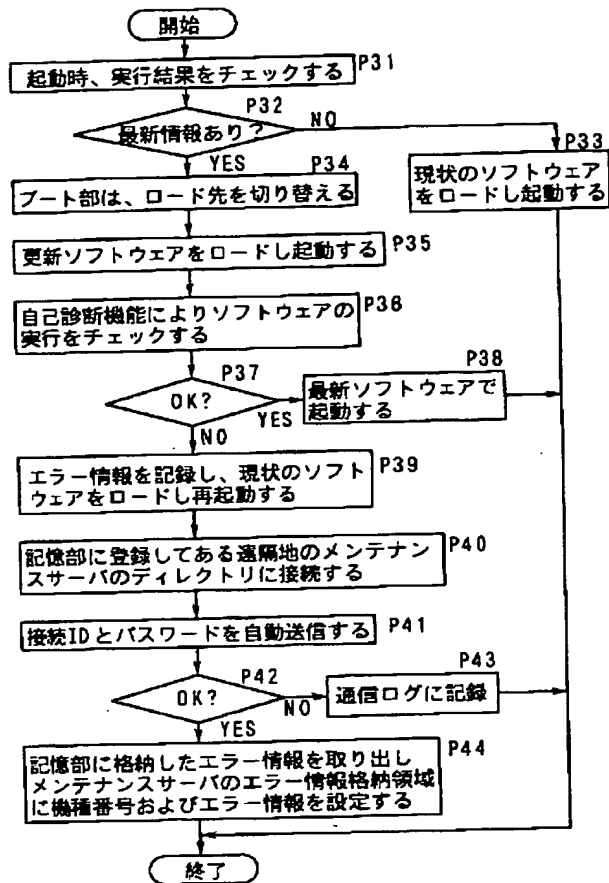 開始
起動時、実行結果をチェックする
P31
最新情報あり?
P32
NO
YES
P33
現状のソフトウェア
をロードし起動する
P34
ブート部は、ロード先を切り替える
更新ソフトウェアをロードし起動する
P35
自己診断機能によりソフトウェアの
実行をチェックする
P36
OK?
P37
YES
NO
P38
最新ソフトウェアで
起動する
エラー情報を記録し、現状のソフト
ウェアをロードし再起動する
P39
記憶部に登録してある遠隔地のメンテナン
スサーバのディレクトリに接続する
P40
接続IDとパスワードを自動送信する
P41
OK?
P42
NO
YES
P43
通信ログに記録
記憶部に格納したエラー情報を取り出し
メンテナンスサーバのエラー情報格納領域
に機種番号およびエラー情報を設定する
P44
終了